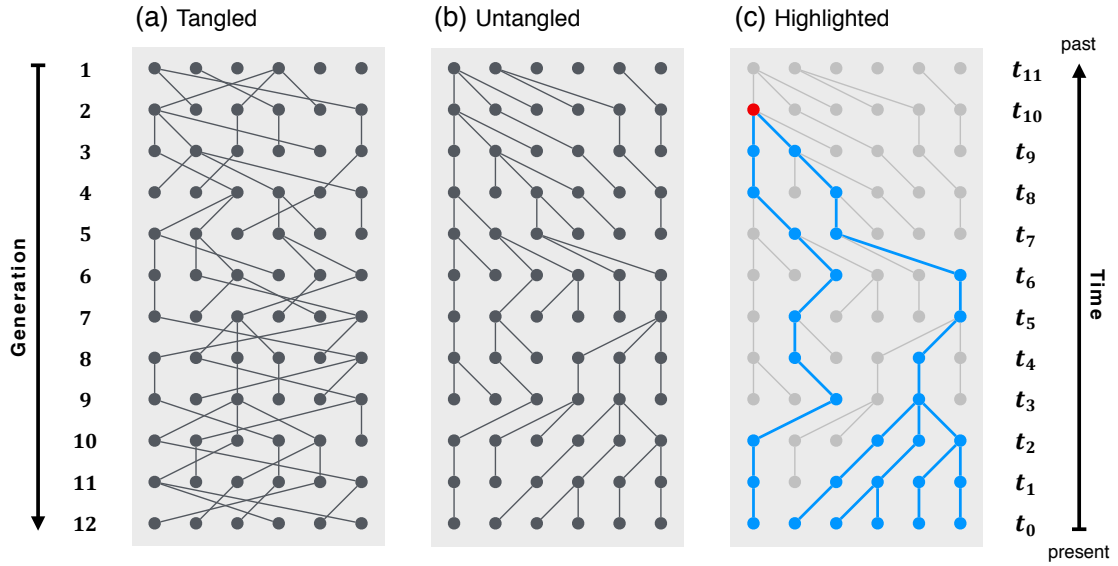 (a) Tangled
(b) Untangled
(c) Highlighted
past
Generation
1
2
3
4
5
6
7
8
9
10
11
12
t₁₁
t₁₀
t₉
t₈
t₇
t₆
t₅
t₄
t₃
t₂
t₁
t₀
Time
present